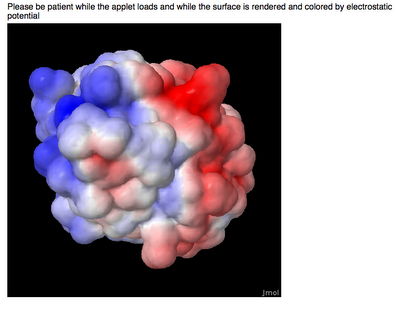 Please be patient while the applet loads and while the surface is rendered and colored by electrostatic
potential
Jmol